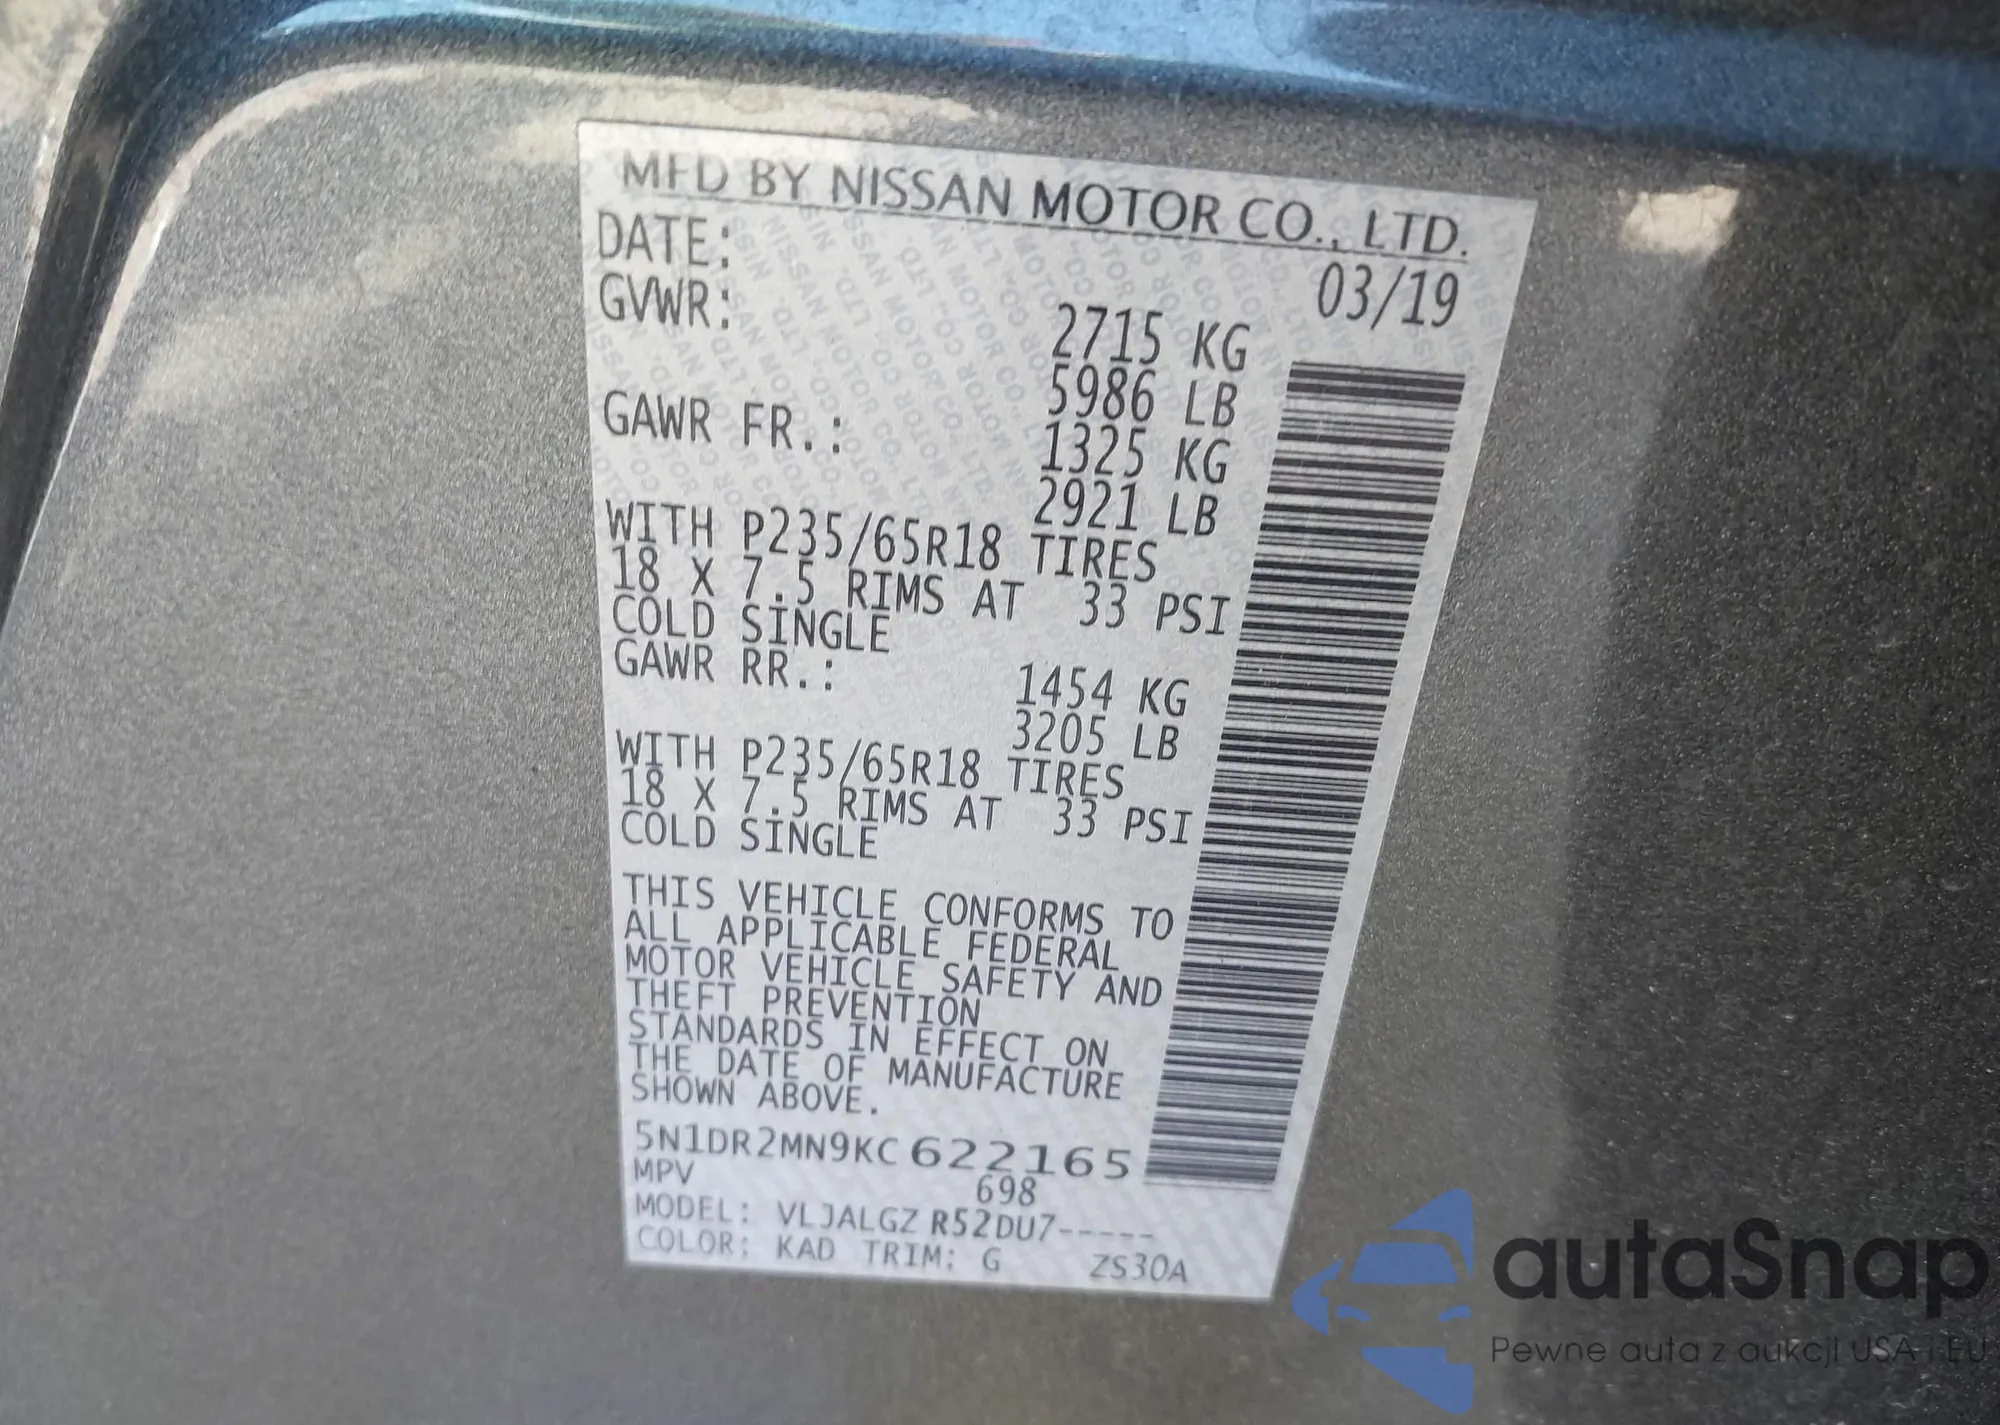 MFD BY NISSAN MOTOR CO., LTD.
DATE: 03/19
GVWR: 2715 KG
5986 LB
GAWR FR.: 1325 KG
2921 LB
WITH P235/65R18 TIRES
18 X 7.5 RIMS AT 33 PSI
COLD SINGLE
GAWR RR.: 1454 KG
3205 LB
WITH P235/65R18 TIRES
18 X 7.5 RIMS AT 33 PSI
COLD SINGLE
THIS VEHICLE CONFORMS TO
ALL APPLICABLE FEDERAL
MOTOR VEHICLE SAFETY AND
THEFT PREVENTION
STANDARDS IN EFFECT ON
THE DATE OF MANUFACTURE
SHOWN ABOVE.
5N1DR2MN9KC622165
MPV 698
MODEL: VLJALGZ R52DU7-----
COLOR: KAD TRIM: G ZS30A
autaSnap
Pewne auta z aukcji USA i EU